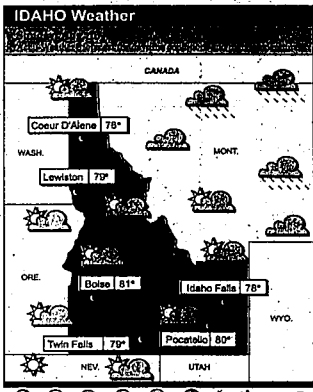 IDAHO Weather
CANADA
Coeur D'Alene 78°
WASH.
MONT.
Lewiston 79°
ORE.
Boise 81°
Idaho Falls 78°
WYO.
Twin Falls 79°
Pocatello 80°
NEV.
UTAH